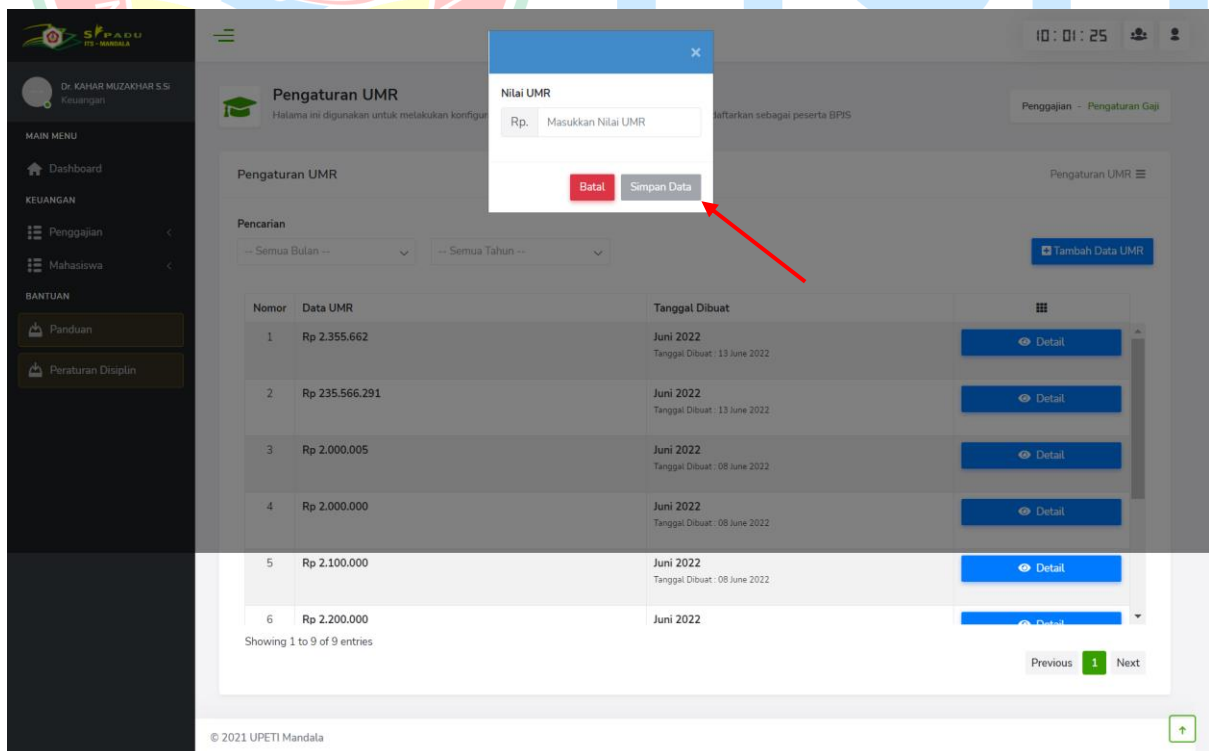 SIPADU
ITS - MANDALA
10:01:25
Dr. KAHAR MUZAKHAR S.Si
Keuangan
MAIN MENU
Dashboard
KEUANGAN
Penggajian
Mahasiswa
BANTUAN
Panduan
Peraturan Disiplin
Pengaturan UMR
Halama ini digunakan untuk melakukan konfigur
daftarkan sebagai peserta BPJS
Penggajian - Pengaturan Gaji
×
Nilai UMR
Rp. Masukkan Nilai UMR
Batal Simpan Data
Pengaturan UMR
Pengaturan UMR
Pencarian
-- Semua Bulan -- -- Semua Tahun --
Tambah Data UMR
Nomor Data UMR Tanggal Dibuat
1 Rp 2.355.662 Juni 2022 Detail
Tanggal Dibuat : 13 June 2022
2 Rp 235.566.291 Juni 2022 Detail
Tanggal Dibuat : 13 June 2022
3 Rp 2.000.005 Juni 2022 Detail
Tanggal Dibuat : 08 June 2022
4 Rp 2.000.000 Juni 2022 Detail
Tanggal Dibuat : 08 June 2022
5 Rp 2.100.000 Juni 2022 Detail
Tanggal Dibuat : 08 June 2022
6 Rp 2.200.000 Juni 2022 Detail
Showing 1 to 9 of 9 entries
Previous 1 Next
© 2021 UPETI Mandala